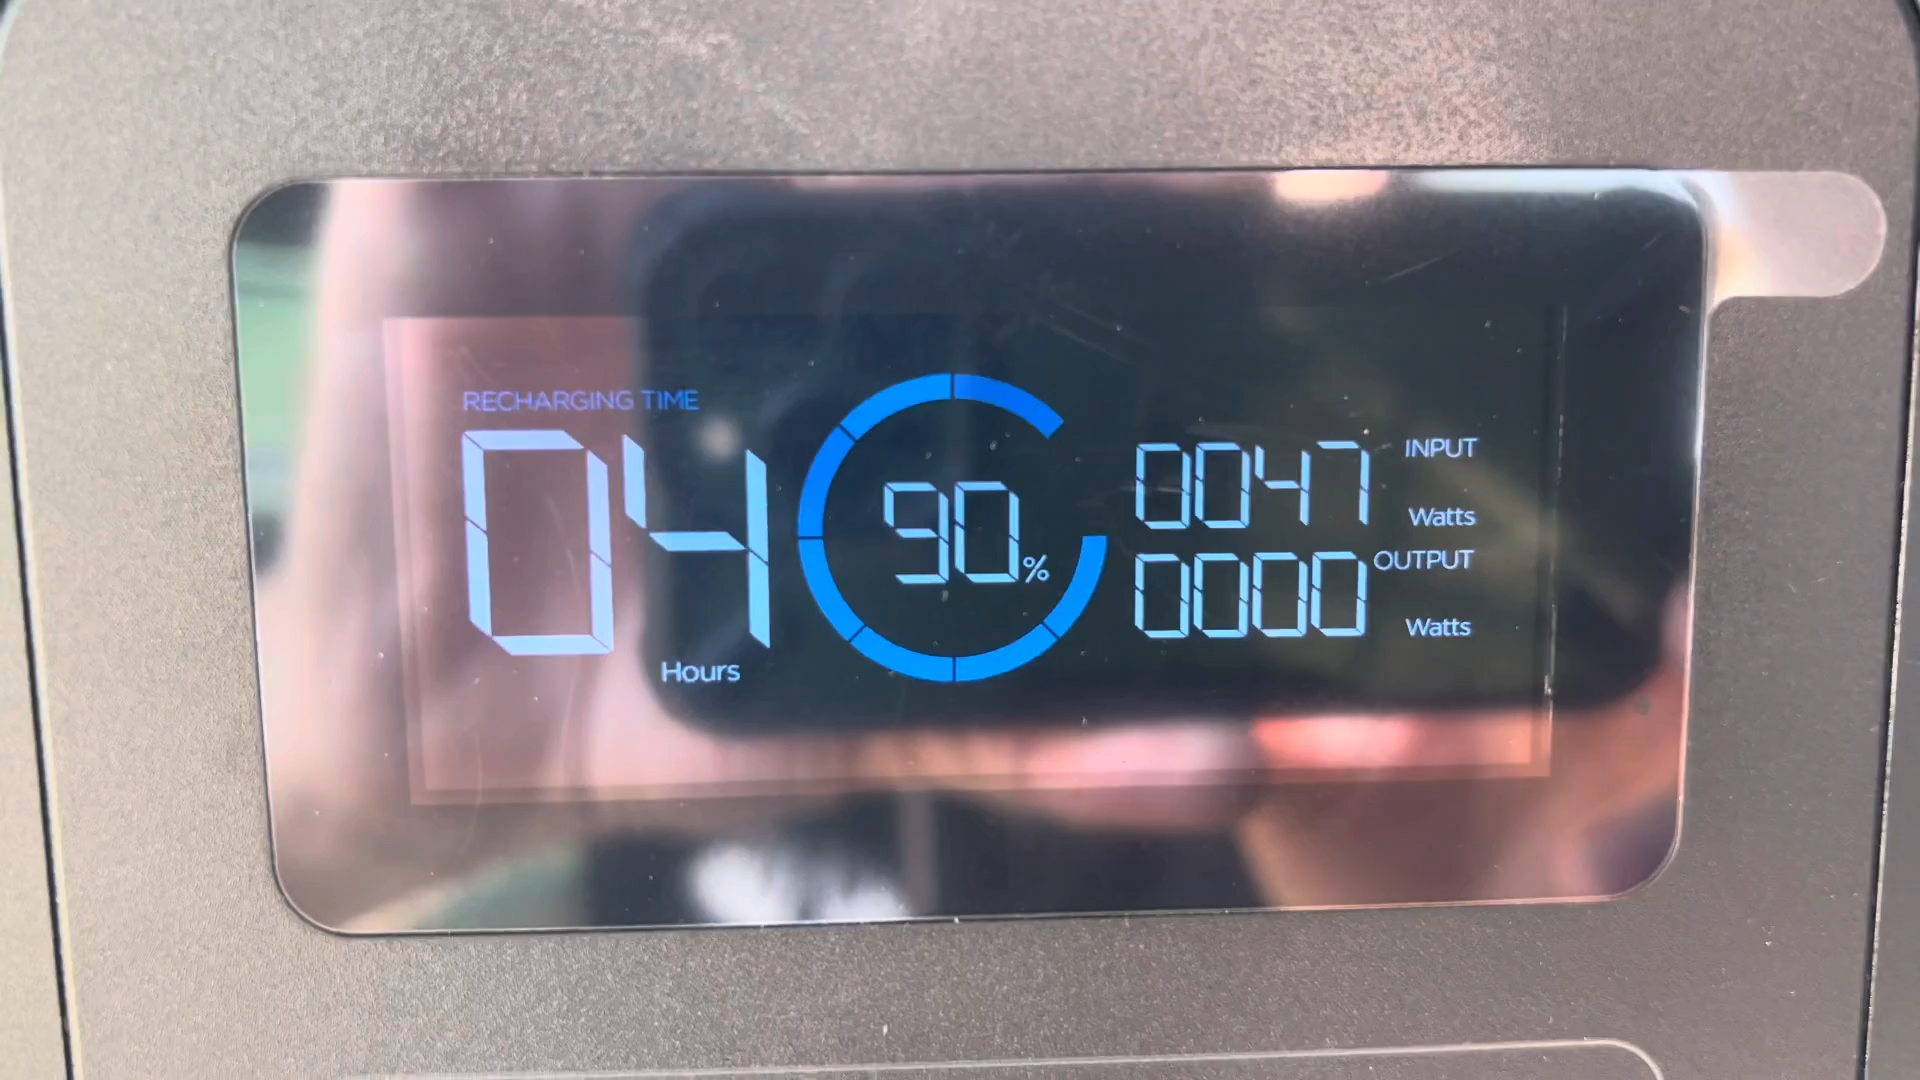 RECHARGING TIME
04
Hours
90%
0047 INPUT
Watts
0000 OUTPUT
Watts